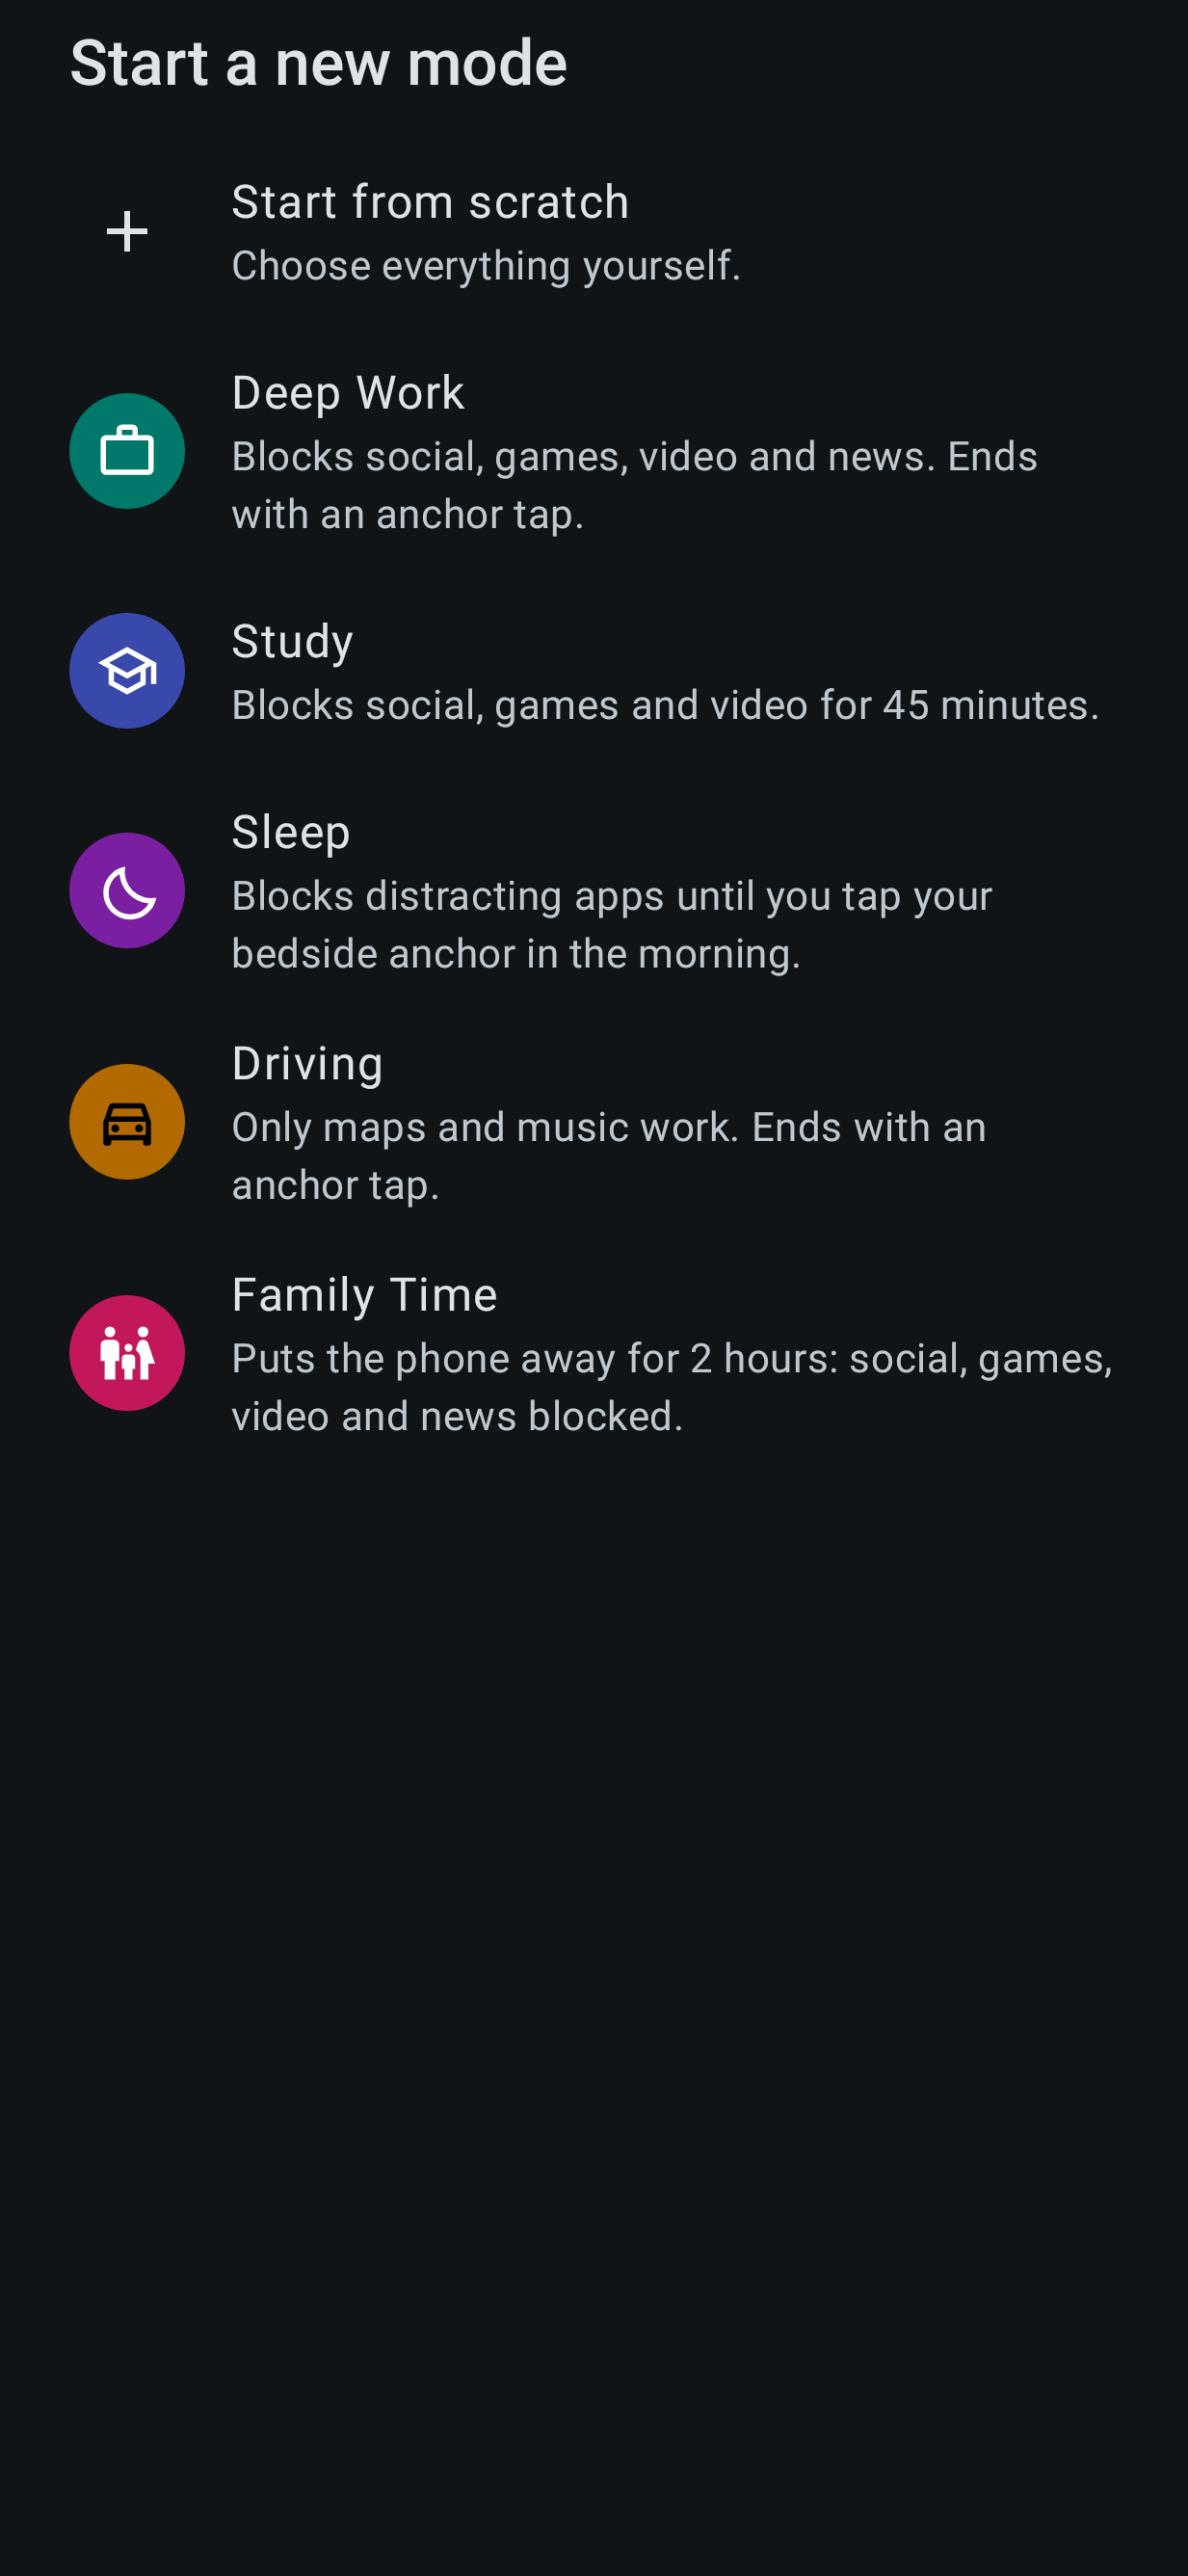 Start a new mode
Start from scratch
Choose everything yourself.
Deep Work
Blocks social, games, video and news. Ends
with an anchor tap.
Study
Blocks social, games and video for 45 minutes.
Sleep
Blocks distracting apps until you tap your
bedside anchor in the morning.
Driving
Only maps and music work. Ends with an
anchor tap.
Family Time
Puts the phone away for 2 hours: social, games,
video and news blocked.